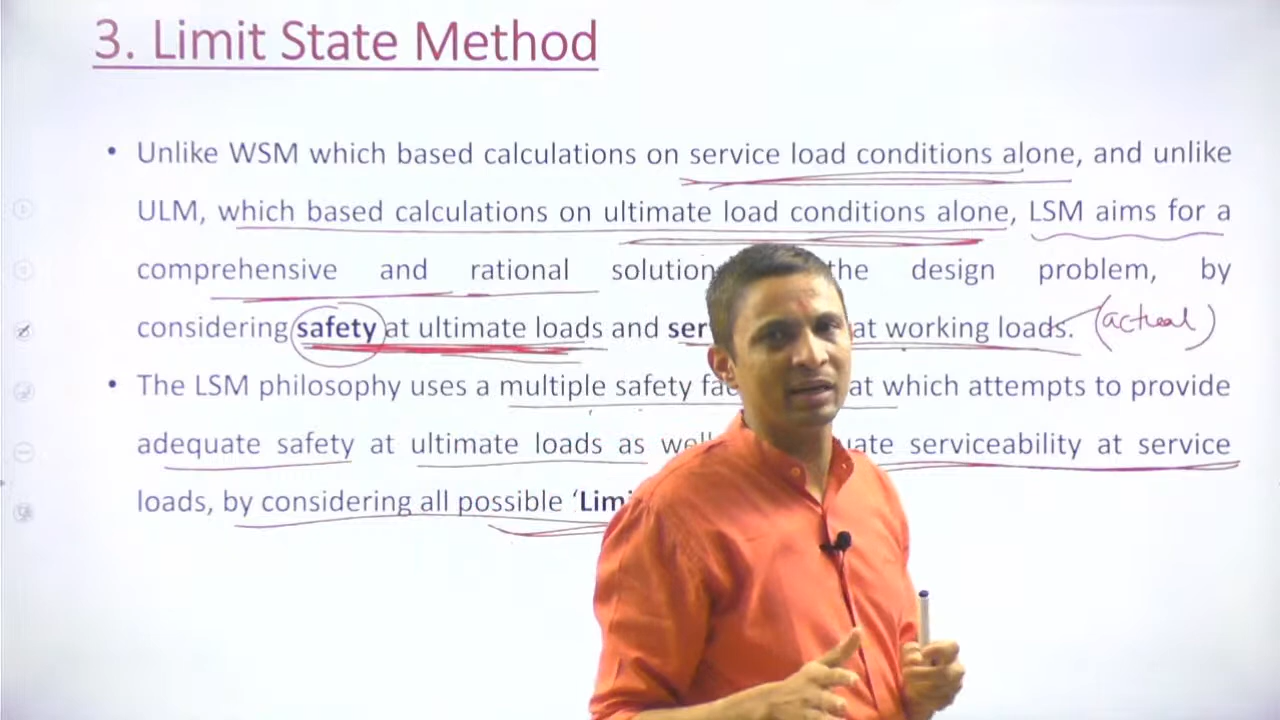 3. Limit State Method
• Unlike WSM which based calculations on service load conditions alone, and unlike
ULM, which based calculations on ultimate load conditions alone, LSM aims for a
comprehensive and rational solution the design problem, by
considering safety at ultimate loads and ser at working loads. (actual)
• The LSM philosophy uses a multiple safety fa at which attempts to provide
adequate safety at ultimate loads as well ate serviceability at service
loads, by considering all possible ‘Lim